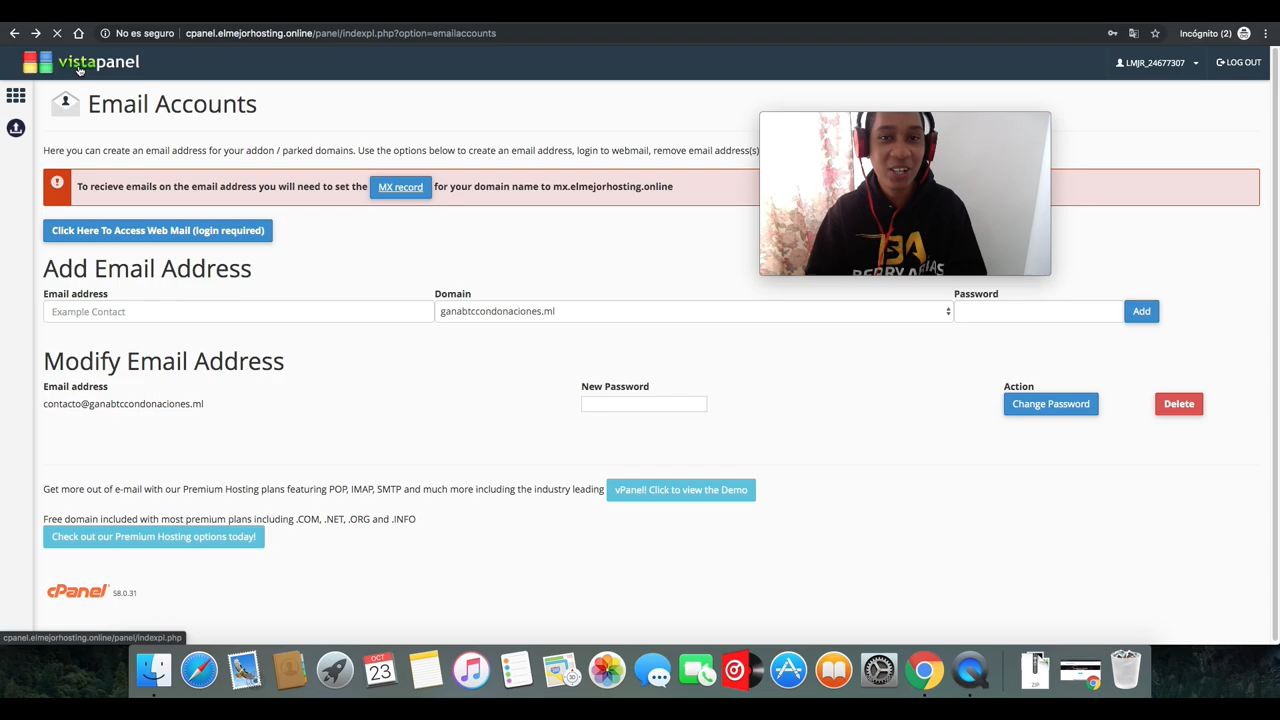 No es seguro cpanel.elmejorhosting.online/panel/indexpl.php?option=emailaccounts Incógnito (2)
vistapanel LMJR_24677307 LOG OUT
Email Accounts
Here you can create an email address for your addon / parked domains. Use the options below to create an email address, login to webmail, remove email address(s)
To recieve emails on the email address you will need to set the MX record for your domain name to mx.elmejorhosting.online
Click Here To Access Web Mail (login required)
Add Email Address
Email address Domain Password
Example Contact ganabtccondonaciones.ml Add
Modify Email Address
Email address New Password Action
contacto@ganabtccondonaciones.ml Change Password Delete
Get more out of e-mail with our Premium Hosting plans featuring POP, IMAP, SMTP and much more including the industry leading vPanel! Click to view the Demo
Free domain included with most premium plans including .COM, .NET, .ORG and .INFO
Check out our Premium Hosting options today!
cPanel 58.0.31
cpanel.elmejorhosting.online/panel/indexpl.php
OCT
23
ZIP